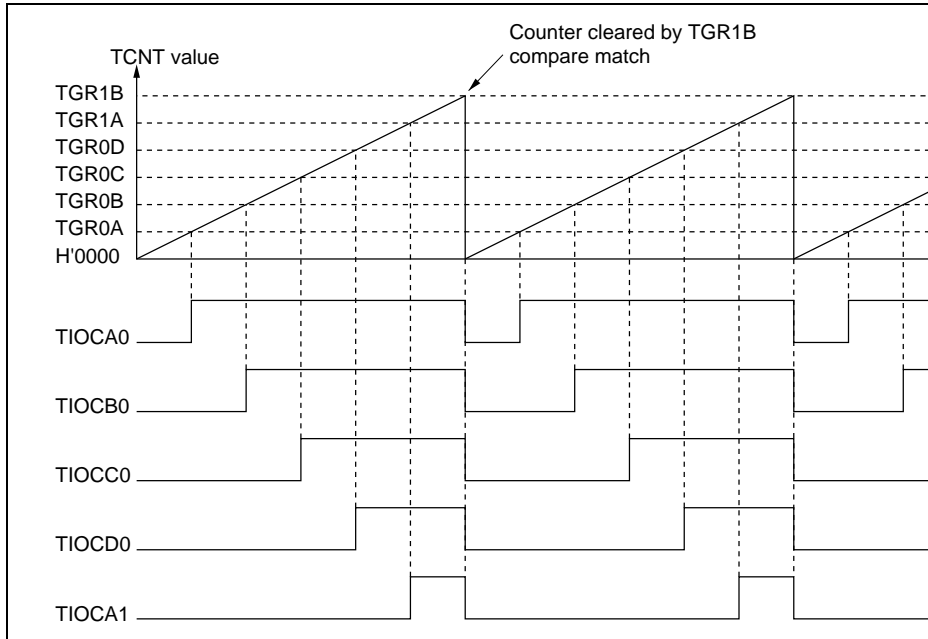 Counter cleared by TGR1B
compare match
TCNT value
TGR1B
TGR1A
TGR0D
TGR0C
TGR0B
TGR0A
H'0000
TIOCA0
TIOCB0
TIOCC0
TIOCD0
TIOCA1